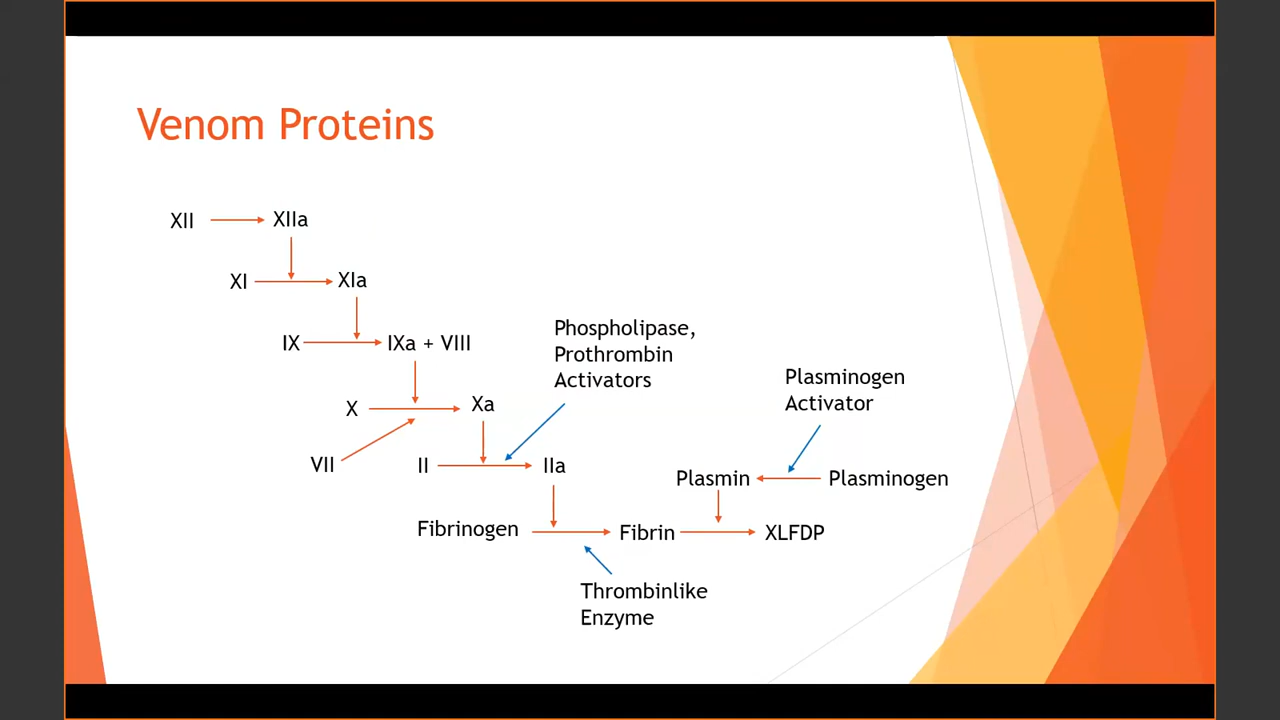 Venom Proteins
XII
XIIa
XI
XIa
IX
IXa + VIII
Phospholipase,
Prothrombin
Activators
Plasminogen
Activator
X
Xa
VII
II
IIa
Plasmin
Plasminogen
Fibrinogen
Fibrin
XLFDP
Thrombinlike
Enzyme